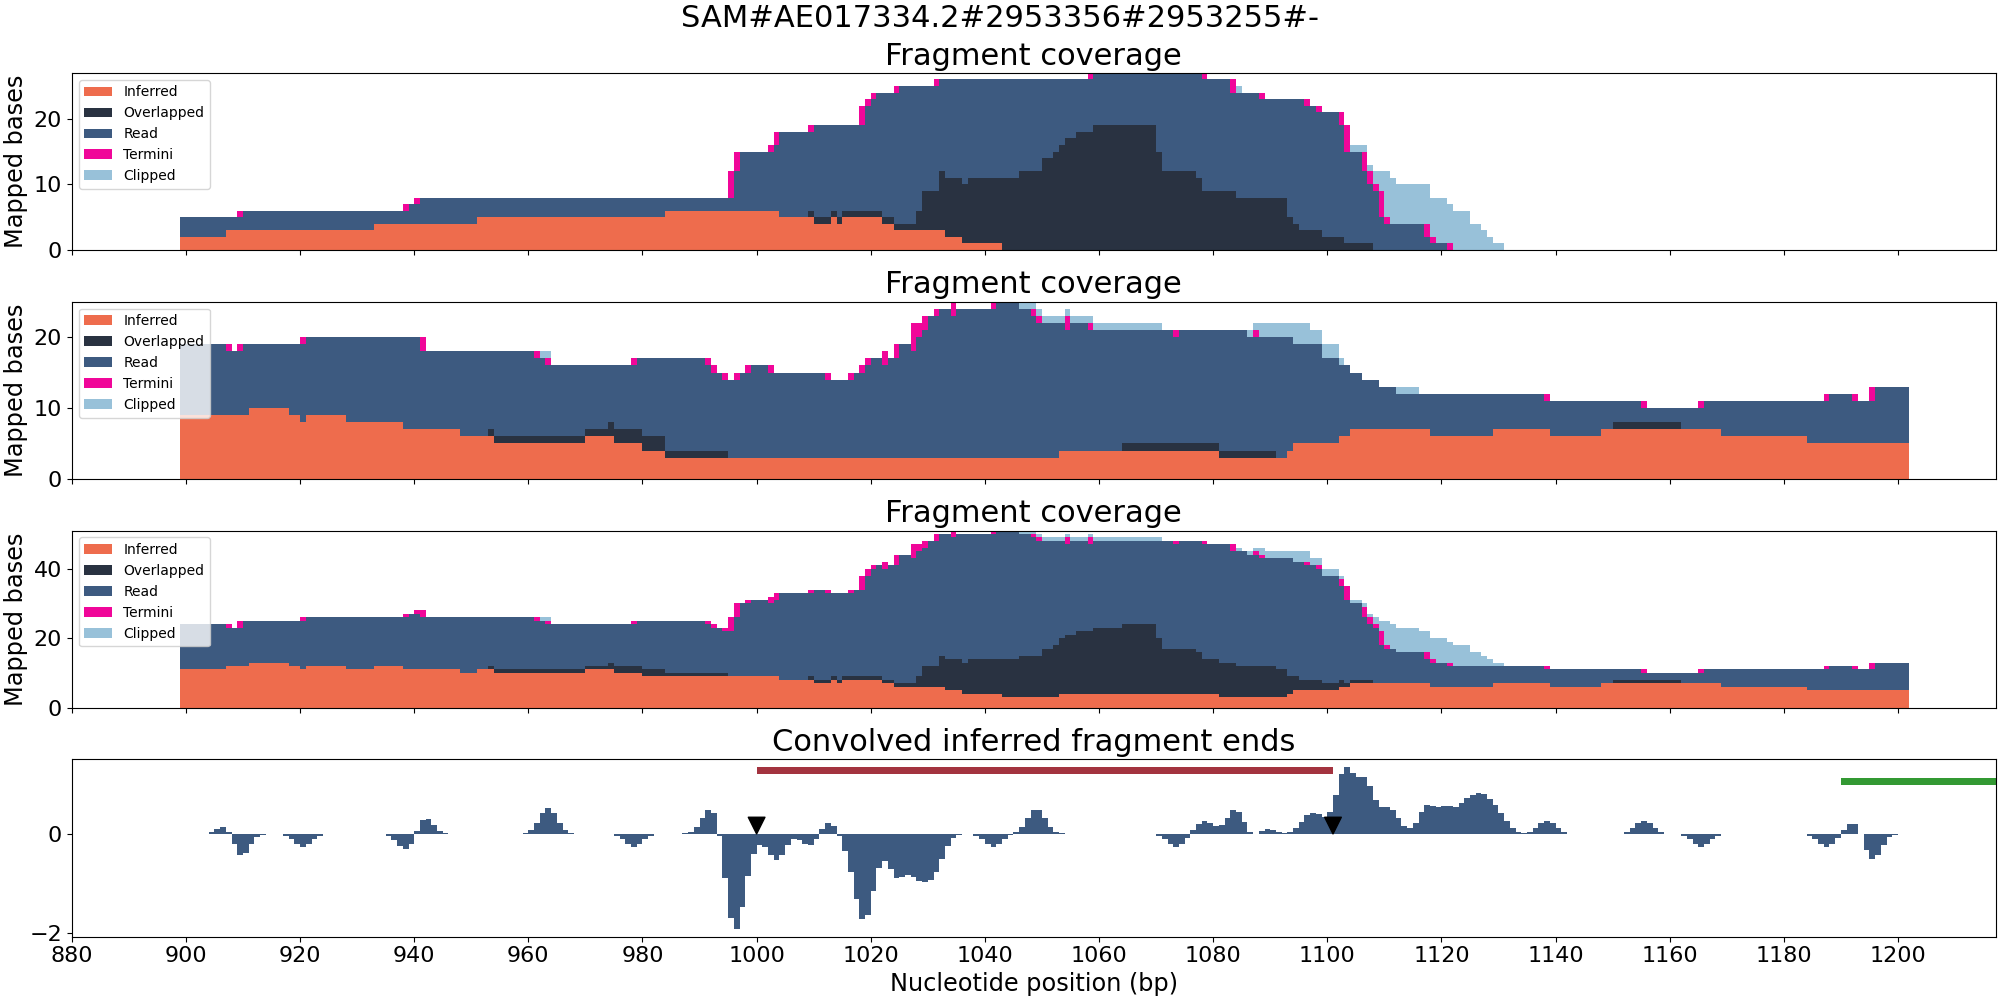 SAM#AE017334.2#2953356#2953255#-
Fragment coverage
Mapped bases
20
10
0
Inferred
Overlapped
Read
Termini
Clipped
Fragment coverage
Mapped bases
20
10
0
Inferred
Overlapped
Read
Termini
Clipped
Fragment coverage
Mapped bases
40
20
0
Inferred
Overlapped
Read
Termini
Clipped
Convolved inferred fragment ends
0
−2
880 900 920 940 960 980 1000 1020 1040 1060 1080 1100 1120 1140 1160 1180 1200
Nucleotide position (bp)